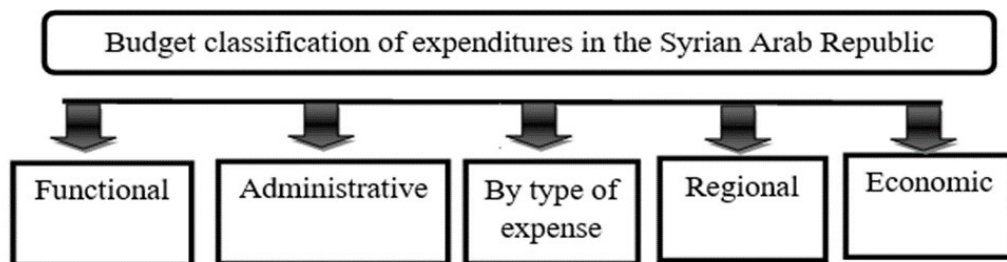 Budget classification of expenditures in the Syrian Arab Republic
Functional
Administrative
By type of
expense
Regional
Economic